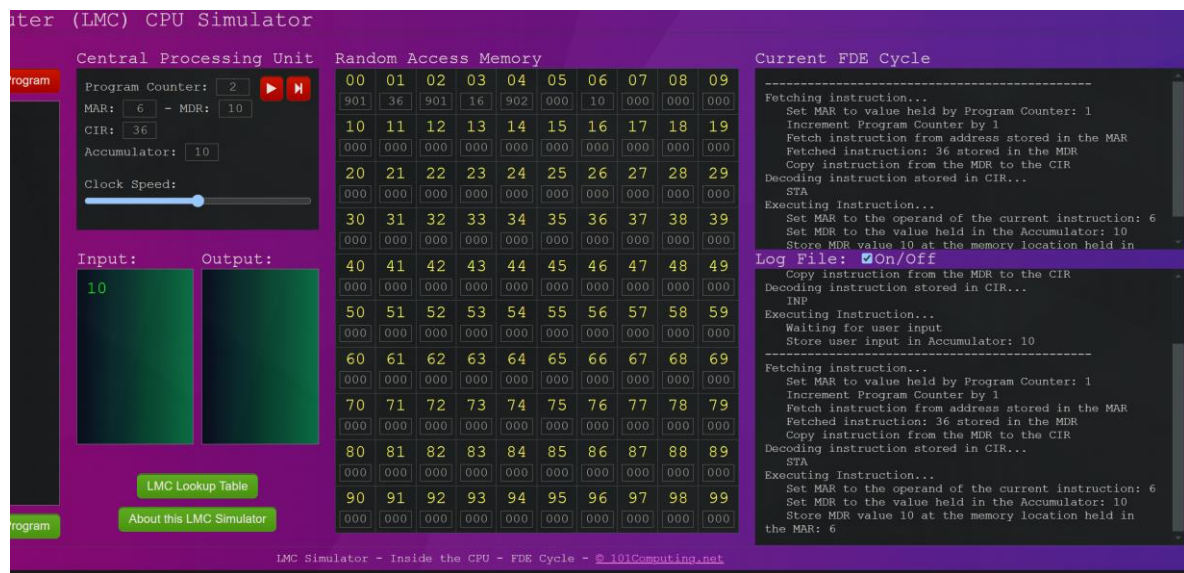 uter (LMC) CPU Simulator
Program
Central Processing Unit
Program Counter: 2
MAR: 6 - MDR: 10
CIR: 36
Accumulator: 10
Clock Speed:
Input: Output:
10
LMC Lookup Table
About this LMC Simulator
Program
Random Access Memory
00 01 02 03 04 05 06 07 08 09
901 36 901 16 902 000 10 000 000 000
10 11 12 13 14 15 16 17 18 19
000 000 000 000 000 000 000 000 000 000
20 21 22 23 24 25 26 27 28 29
000 000 000 000 000 000 000 000 000 000
30 31 32 33 34 35 36 37 38 39
000 000 000 000 000 000 000 000 000 000
40 41 42 43 44 45 46 47 48 49
000 000 000 000 000 000 000 000 000 000
50 51 52 53 54 55 56 57 58 59
000 000 000 000 000 000 000 000 000 000
60 61 62 63 64 65 66 67 68 69
000 000 000 000 000 000 000 000 000 000
70 71 72 73 74 75 76 77 78 79
000 000 000 000 000 000 000 000 000 000
80 81 82 83 84 85 86 87 88 89
000 000 000 000 000 000 000 000 000 000
90 91 92 93 94 95 96 97 98 99
000 000 000 000 000 000 000 000 000 000
Current FDE Cycle
----------------------------------------------
Fetching instruction...
Set MAR to value held by Program Counter: 1
Increment Program Counter by 1
Fetch instruction from address stored in the MAR
Fetched instruction: 36 stored in the MDR
Copy instruction from the MDR to the CIR
Decoding instruction stored in CIR...
STA
Executing Instruction...
Set MAR to the operand of the current instruction: 6
Set MDR to the value held in the Accumulator: 10
Store MDR value 10 at the memory location held in
Log File: On/Off
Copy instruction from the MDR to the CIR
Decoding instruction stored in CIR...
INP
Executing Instruction...
Waiting for user input
Store user input in Accumulator: 10
----------------------------------------------
Fetching instruction...
Set MAR to value held by Program Counter: 1
Increment Program Counter by 1
Fetch instruction from address stored in the MAR
Fetched instruction: 36 stored in the MDR
Copy instruction from the MDR to the CIR
Decoding instruction stored in CIR...
STA
Executing Instruction...
Set MAR to the operand of the current instruction: 6
Set MDR to the value held in the Accumulator: 10
Store MDR value 10 at the memory location held in
the MAR: 6
LMC Simulator - Inside the CPU - FDE Cycle - © 101Computing.net